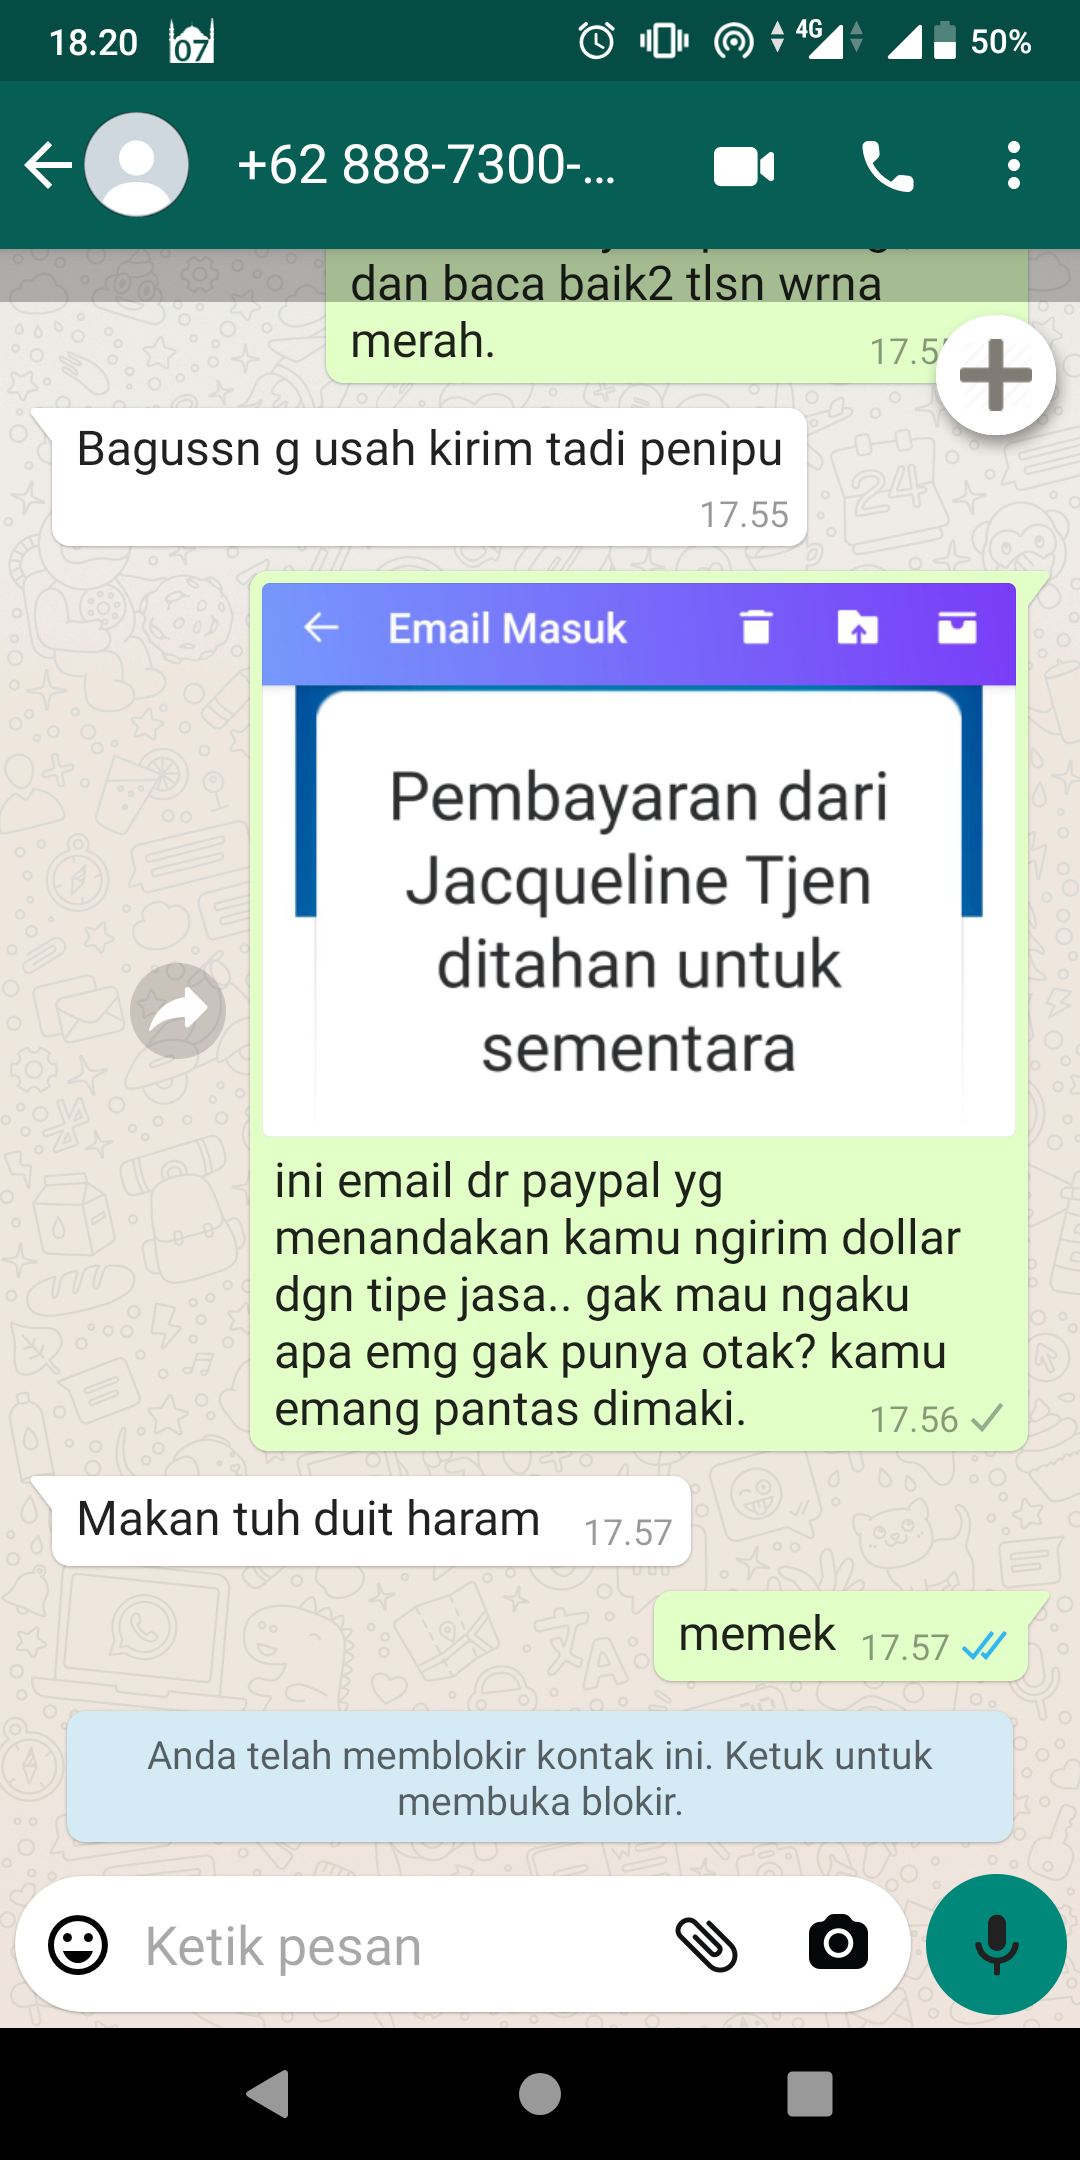 18.20
07
4G
50%
+62 888-7300-...
dan baca baik2 tlsn wrna
merah.
17.5
Bagussn g usah kirim tadi penipu
17.55
Email Masuk
Pembayaran dari
Jacqueline Tjen
ditahan untuk
sementara
ini email dr paypal yg
menandakan kamu ngirim dollar
dgn tipe jasa.. gak mau ngaku
apa emg gak punya otak? kamu
emang pantas dimaki.
17.56
Makan tuh duit haram
17.57
memek
17.57
Anda telah memblokir kontak ini. Ketuk untuk
membuka blokir.
Ketik pesan